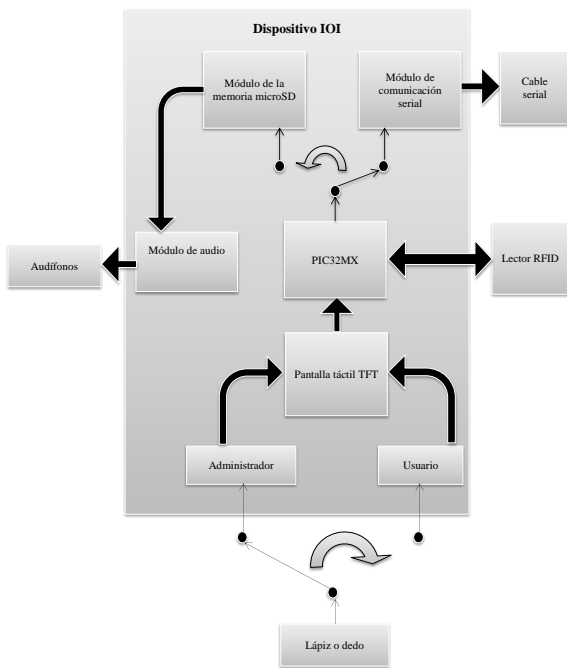 Dispositivo IOI
Módulo de la
memoria microSD
Módulo de
comunicación
serial
Cable
serial
Audífonos
Módulo de audio
PIC32MX
Lector RFID
Pantalla táctil TFT
Administrador
Usuario
Lápiz o dedo